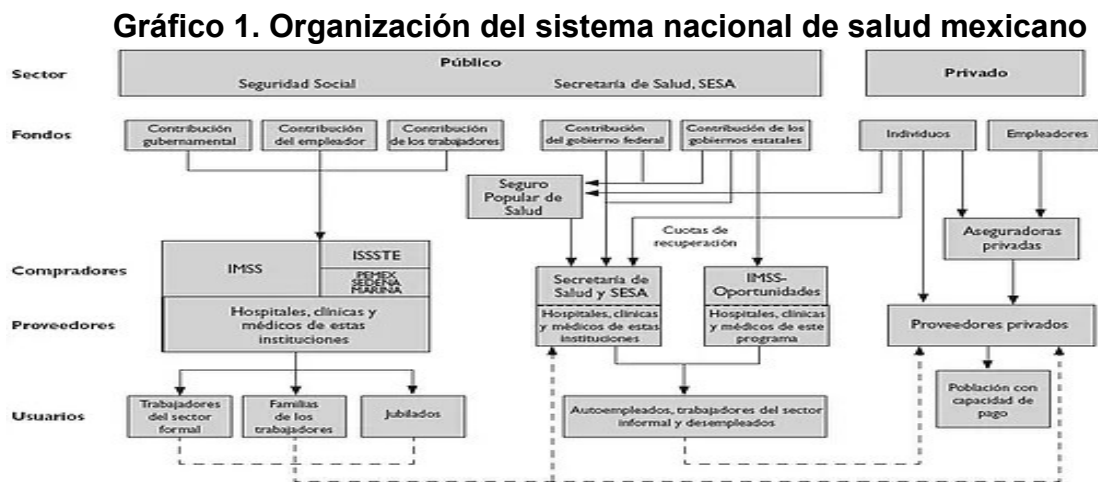 Gráfico 1. Organización del sistema nacional de salud mexicano
Sector
Público
Seguridad Social
Secretaría de Salud, SESA
Privado
Fondos
Contribución
gubernamental
Contribución
del empleador
Contribución
de los trabajadores
Contribución
del gobierno federal
Contribución de los
gobiernos estatales
Individuos
Empleadores
Seguro
Popular de
Salud
Cuotas de
recuperación
Aseguradoras
privadas
Compradores
IMSS
ISSSTE
PEMEX
SEDENA
MARINA
Secretaría de
Salud y SESA
IMSS-
Oportunidades
Proveedores
Hospitales, clínicas y
médicos de estas
instituciones
Hospitales, clínicas
y médicos de estas
instituciones
Hospitales, clínicas
y médicos de este
programa
Proveedores privados
Usuarios
Trabajadores
del sector
formal
Familias
de los
trabajadores
Jubilados
Autoempleados, trabajadores del sector
informal y desempleados
Población con
capacidad de
pago